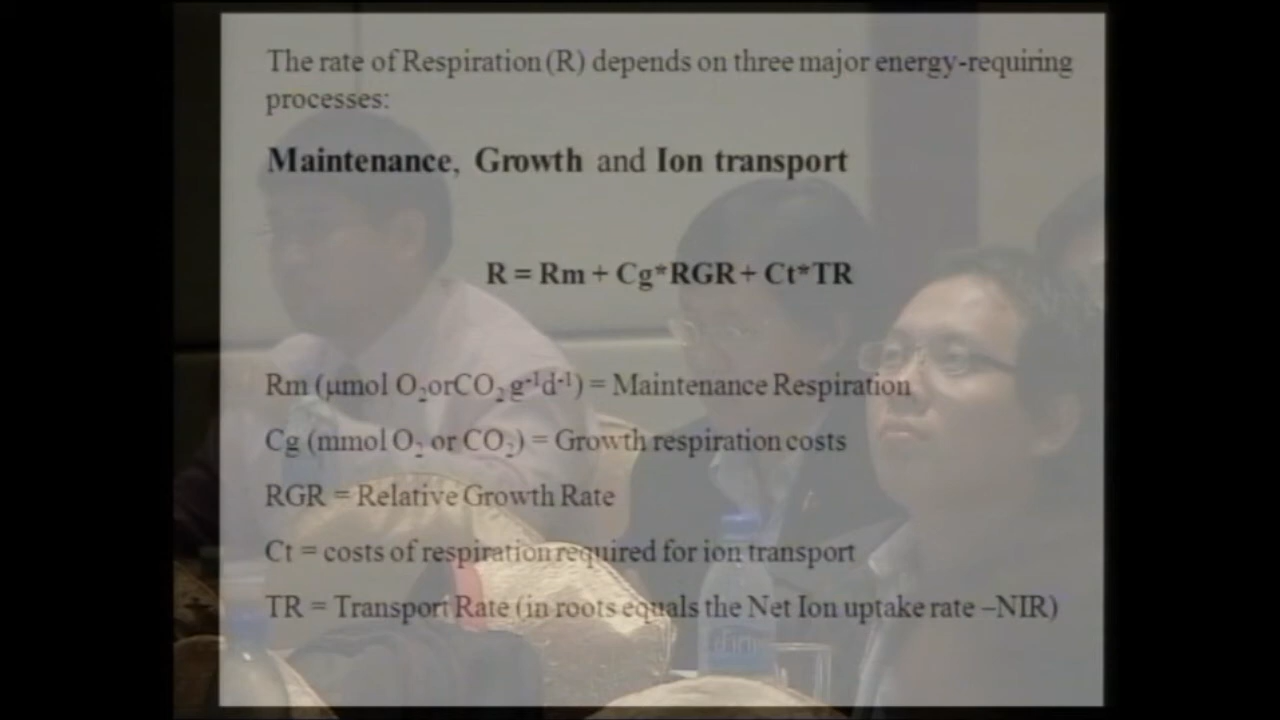 The rate of Respiration (R) depends on three major energy-requiring
processes:
Maintenance, Growth and Ion transport
R = Rm + Cg*RGR + Ct*TR
Rm (μmol O₂orCO₂ g⁻¹d⁻¹) = Maintenance Respiration
Cg (mmol O₂ or CO₂) = Growth respiration costs
RGR = Relative Growth Rate
Ct = costs of respiration required for ion transport
TR = Transport Rate (in roots equals the Net Ion uptake rate –NIR)